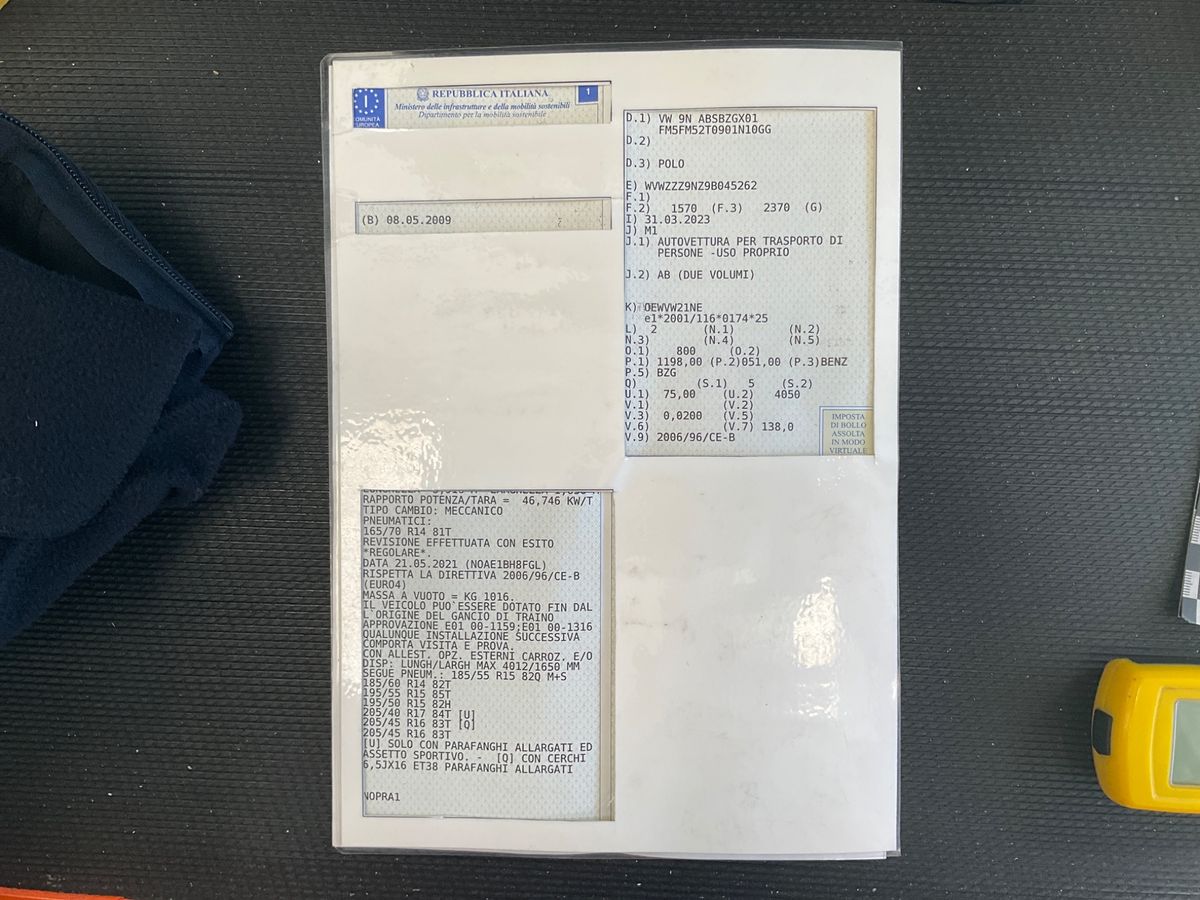 REPUBBLICA ITALIANA
1
Ministero delle infrastrutture e della mobilità sostenibili
Dipartimento per la mobilità sostenibile
I
COMUNITÀ
EUROPEA
(B) 08.05.2009
D.1) VW 9N ABSBZGX01
FM5FM52T0901N10GG
D.2)
D.3) POLO
E) WVWZZZ9NZ9B045262
F.1)
F.2) 1570 (F.3) 2370 (G)
I) 31.03.2023
J) M1
J.1) AUTOVETTURA PER TRASPORTO DI
PERSONE -USO PROPRIO
J.2) AB (DUE VOLUMI)
K) OEWVW21NE
e1*2001/116*0174*25
L) 2 (N.1) (N.2)
N.3) (N.4) (N.5)
O.1) 800 (O.2)
P.1) 1198,00 (P.2)051,00 (P.3)BENZ
P.5) BZG
Q) (S.1) 5 (S.2)
U.1) 75,00 (U.2) 4050
V.1) (V.2)
V.3) 0,0200 (V.5)
V.6) (V.7) 138,0
V.9) 2006/96/CE-B
IMPOSTA
DI BOLLO
ASSOLTA
IN MODO
VIRTUALE
RAPPORTO POTENZA/TARA = 46,746 KW/T
TIPO CAMBIO: MECCANICO
PNEUMATICI:
165/70 R14 81T
REVISIONE EFFETTUATA CON ESITO
*REGOLARE*.
DATA 21.05.2021 (NOAE1BH8FGL)
RISPETTA LA DIRETTIVA 2006/96/CE-B
(EURO4)
MASSA A VUOTO = KG 1016.
IL VEICOLO PUO`ESSERE DOTATO FIN DAL
L`ORIGINE DEL GANCIO DI TRAINO
APPROVAZIONE E01 00-1159;E01 00-1316
QUALUNQUE INSTALLAZIONE SUCCESSIVA
COMPORTA VISITA E PROVA.
CON ALLEST. OPZ. ESTERNI CARROZ. E/O
DISP: LUNGH/LARGH MAX 4012/1650 MM
SEGUE PNEUM.: 185/55 R15 82Q M+S
185/60 R14 82T
195/55 R15 85T
195/50 R15 82H
205/40 R17 84T [U]
205/45 R16 83T [Q]
205/45 R16 83T
[U] SOLO CON PARAFANGHI ALLARGATI ED
ASSETTO SPORTIVO. - [Q] CON CERCHI
6,5JX16 ET38 PARAFANGHI ALLARGATI
NOPRA1